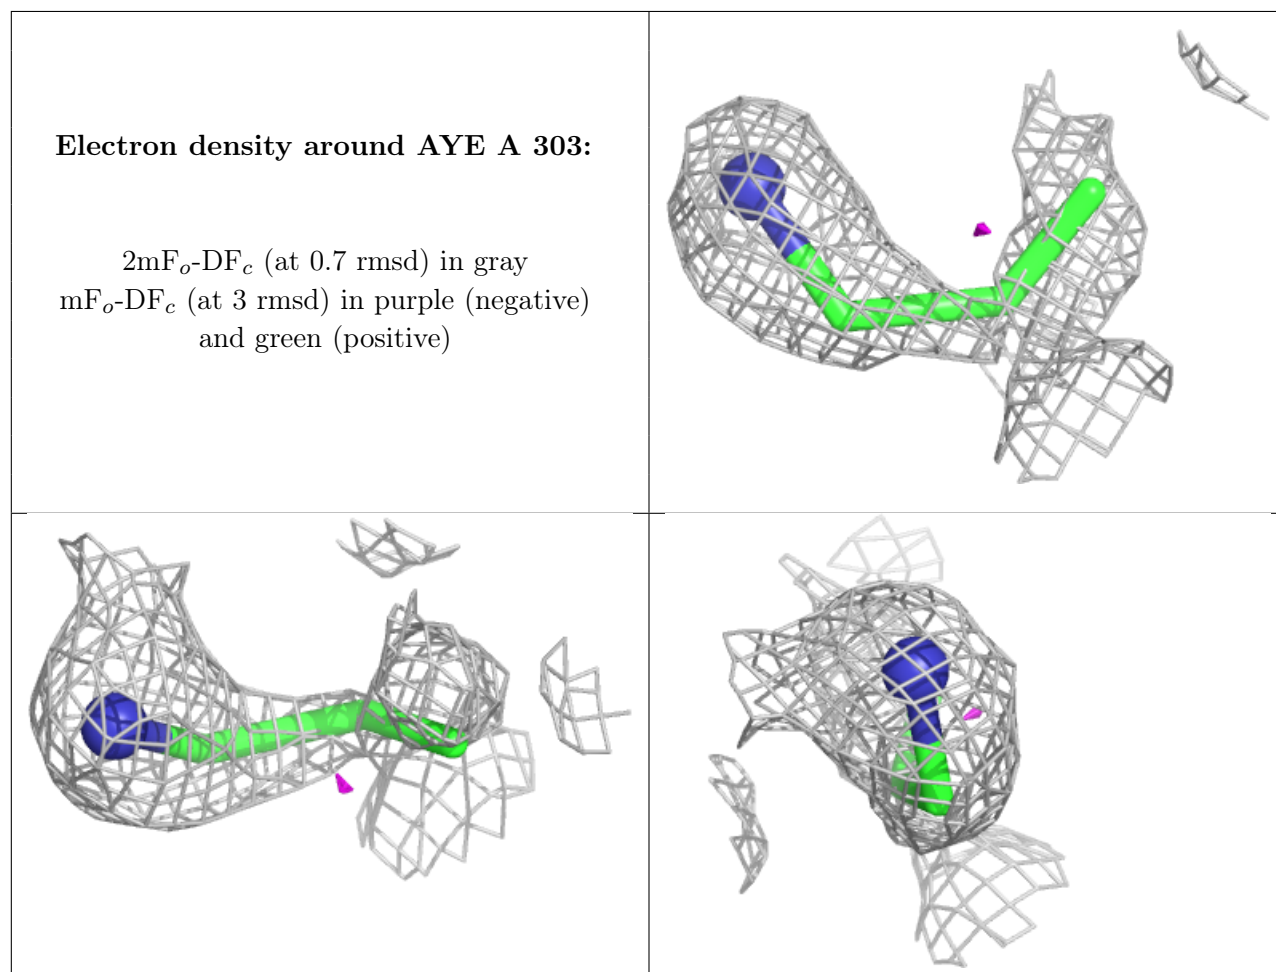 Electron density around AYE A 303:
2mFo-DFc (at 0.7 rmsd) in gray
mFo-DFc (at 3 rmsd) in purple (negative)
and green (positive)